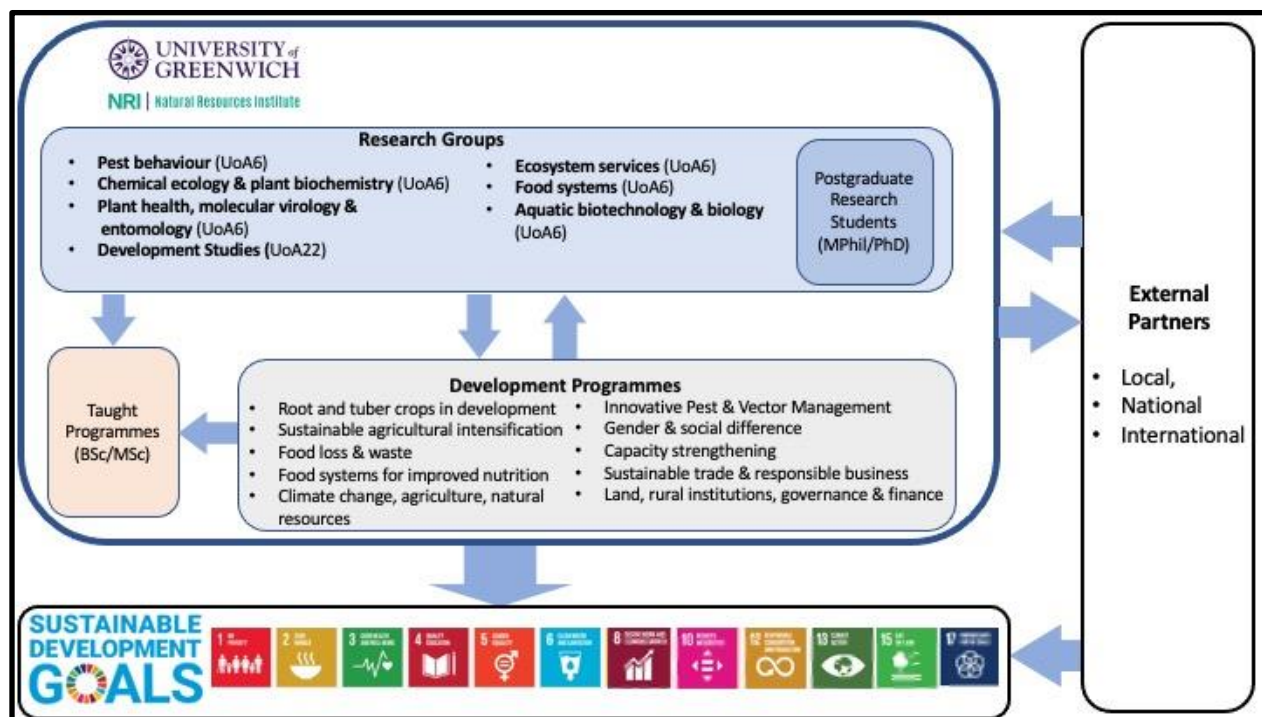 UNIVERSITY of
GREENWICH
NRI | Natural Resources Institute
Research Groups
• Pest behaviour (UoA6)
• Chemical ecology & plant biochemistry (UoA6)
• Plant health, molecular virology &
entomology (UoA6)
• Development Studies (UoA22)
• Ecosystem services (UoA6)
• Food systems (UoA6)
• Aquatic biotechnology & biology
(UoA6)
Postgraduate
Research
Students
(MPhil/PhD)
Taught
Programmes
(BSc/MSc)
Development Programmes
• Root and tuber crops in development
• Sustainable agricultural intensification
• Food loss & waste
• Food systems for improved nutrition
• Climate change, agriculture, natural
resources
• Innovative Pest & Vector Management
• Gender & social difference
• Capacity strengthening
• Sustainable trade & responsible business
• Land, rural institutions, governance & finance
External
Partners
• Local,
• National
• International
SUSTAINABLE
DEVELOPMENT
GOALS
1
2
3
4
5
6
8
10
12
13
15
17